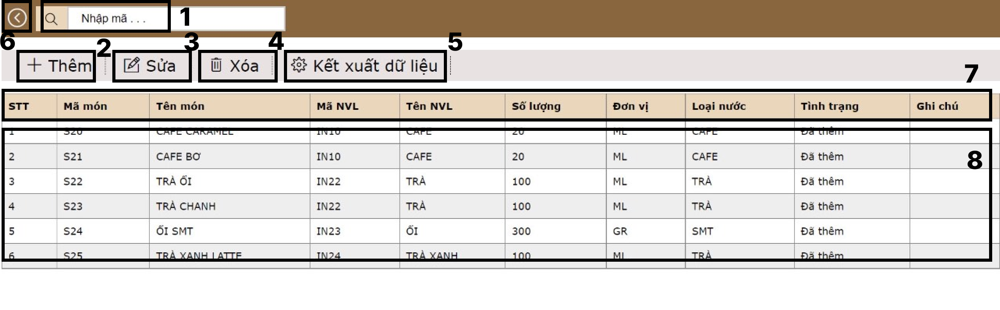 Nhập mã . . . 1
6 2 3 4 5
Thêm Sửa Xóa Kết xuất dữ liệu
7
STT Mã món Tên món Mã NVL Tên NVL Số lượng Đơn vị Loại nước Tình trạng Ghi chú
1 S20 CAFE CARAMEL IN10 CAFE 20 ML CAFE Đã thêm
2 S21 CAFE BƠ IN10 CAFE 20 ML CAFE Đã thêm 8
3 S22 TRÀ ỔI IN22 TRÀ 100 ML TRÀ Đã thêm
4 S23 TRÀ CHANH IN22 TRÀ 100 ML TRÀ Đã thêm
5 S24 ỔI SMT IN23 ỔI 300 GR SMT Đã thêm
6 S25 TRÀ XANH LATTE IN24 TRÀ XANH 100 ML TRÀ Đã thêm